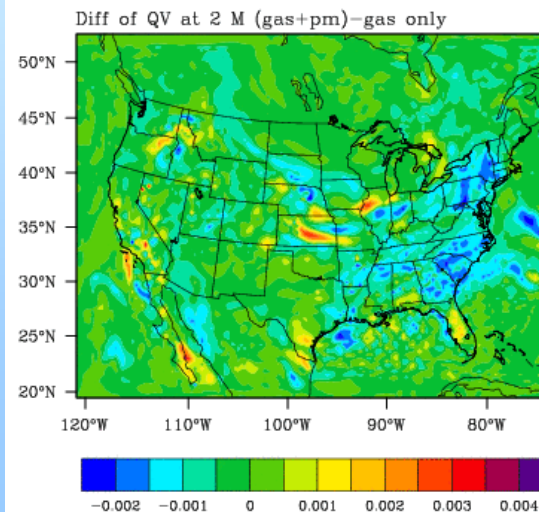 Diff of QV at 2 M (gas+pm)-gas only
50°N
45°N
40°N
35°N
30°N
25°N
20°N
120°W 110°W 100°W 90°W 80°W
-0.002 -0.001 0 0.001 0.002 0.003 0.004